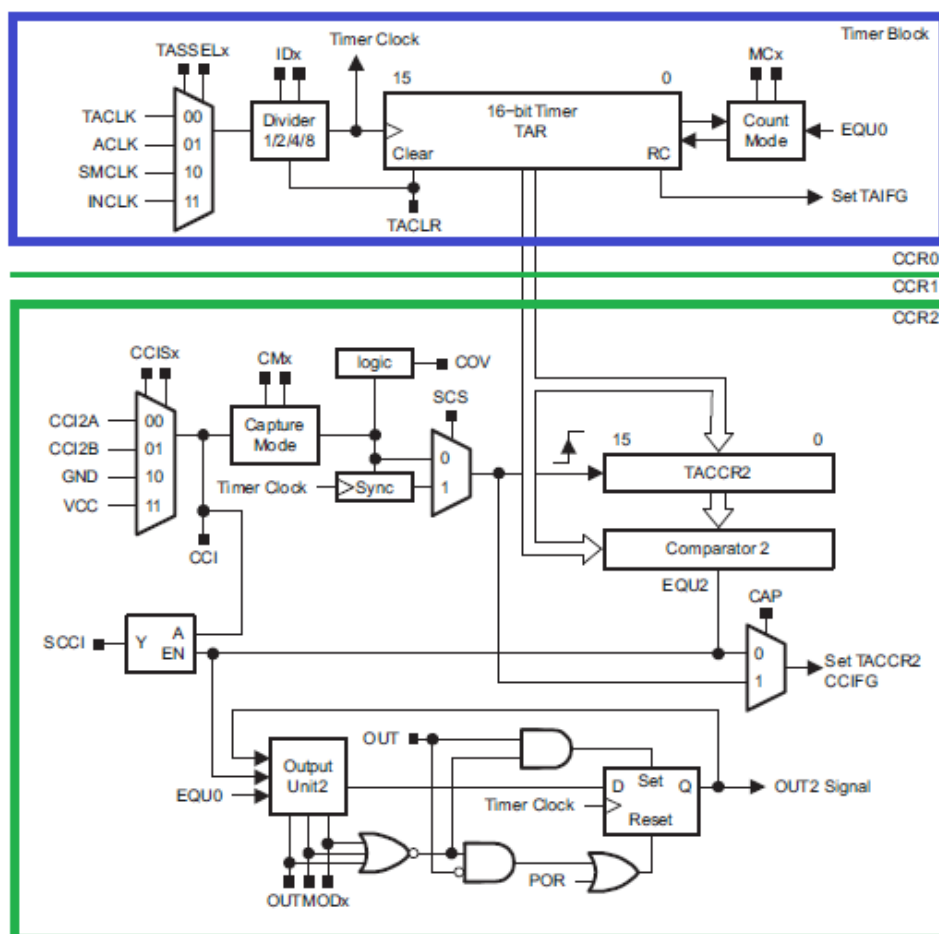 Timer Block
Timer Clock
TASSELx
IDx
MCx
15
0
TACLK
ACLK
SMCLK
INCLK
00
01
10
11
Divider
1/2/4/8
16-bit Timer
TAR
Clear
RC
Count
Mode
EQU0
Set TAIFG
TACLR
CCR0
CCR1
CCR2
CCISx
CMx
logic
COV
SCS
CCI2A
CCI2B
GND
VCC
00
01
10
11
Capture
Mode
0
1
Timer Clock
Sync
15
0
TACCR2
CCI
Comparator 2
EQU2
CAP
SCCI
Y
A
EN
0
1
Set TACCR2
CCIFG
OUT
Output
Unit2
EQU0
Timer Clock
D
Set
Q
Reset
OUT2 Signal
POR
OUTMODx